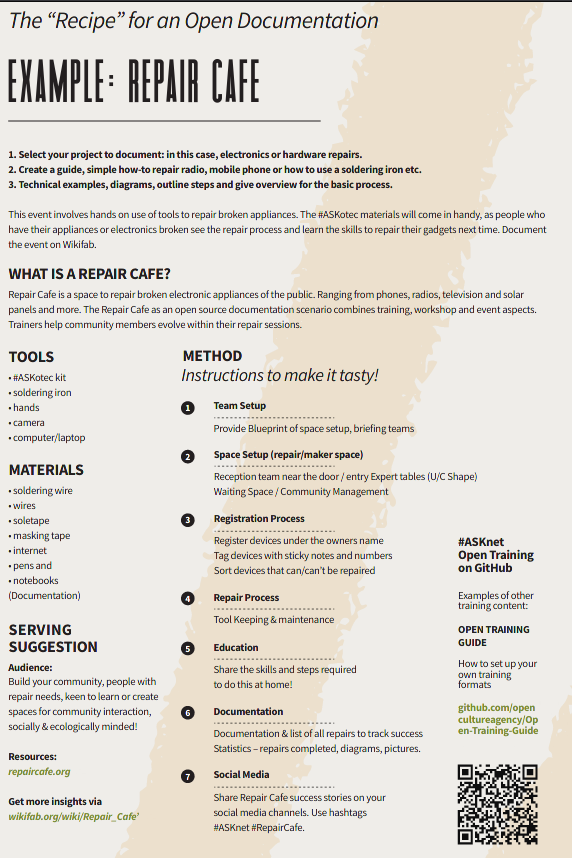 The “Recipe” for an Open Documentation
EXAMPLE: REPAIR CAFE
1. Select your project to document: in this case, electronics or hardware repairs.
2. Create a guide, simple how-to repair radio, mobile phone or how to use a soldering iron etc.
3. Technical examples, diagrams, outline steps and give overview for the basic process.
This event involves hands on use of tools to repair broken appliances. The #ASKotec materials will come in handy, as people who
have their appliances or electronics broken see the repair process and learn the skills to repair their gadgets next time. Document
the event on Wikifab.
WHAT IS A REPAIR CAFE?
Repair Cafe is a space to repair broken electronic appliances of the public. Ranging from phones, radios, television and solar
panels and more. The Repair Cafe as an open source documentation scenario combines training, workshop and event aspects.
Trainers help community members evolve within their repair sessions.
TOOLS
• #ASKotec kit
• soldering iron
• hands
• camera
• computer/laptop
MATERIALS
• soldering wire
• wires
• soletape
• masking tape
• internet
• pens and
• notebooks
(Documentation)
SERVING
SUGGESTION
Audience:
Build your community, people with
repair needs, keen to learn or create
spaces for community interaction,
socially & ecologically minded!
Resources:
repaircafe.org
Get more insights via
wikifab.org/wiki/Repair_Cafe’
METHOD
Instructions to make it tasty!
1 Team Setup
Provide Blueprint of space setup, briefing teams
2 Space Setup (repair/maker space)
Reception team near the door / entry Expert tables (U/C Shape)
Waiting Space / Community Management
3 Registration Process
Register devices under the owners name
Tag devices with sticky notes and numbers
Sort devices that can/can’t be repaired
4 Repair Process
Tool Keeping & maintenance
5 Education
Share the skills and steps required
to do this at home!
6 Documentation
Documentation & list of all repairs to track success
Statistics – repairs completed, diagrams, pictures.
7 Social Media
Share Repair Cafe success stories on your
social media channels. Use hashtags
#ASKnet #RepairCafe.
#ASKnet
Open Training
on GitHub
Examples of other
training content:
OPEN TRAINING
GUIDE
How to set up your
own training
formats
github.com/open
cultureagency/Op
en-Training-Guide